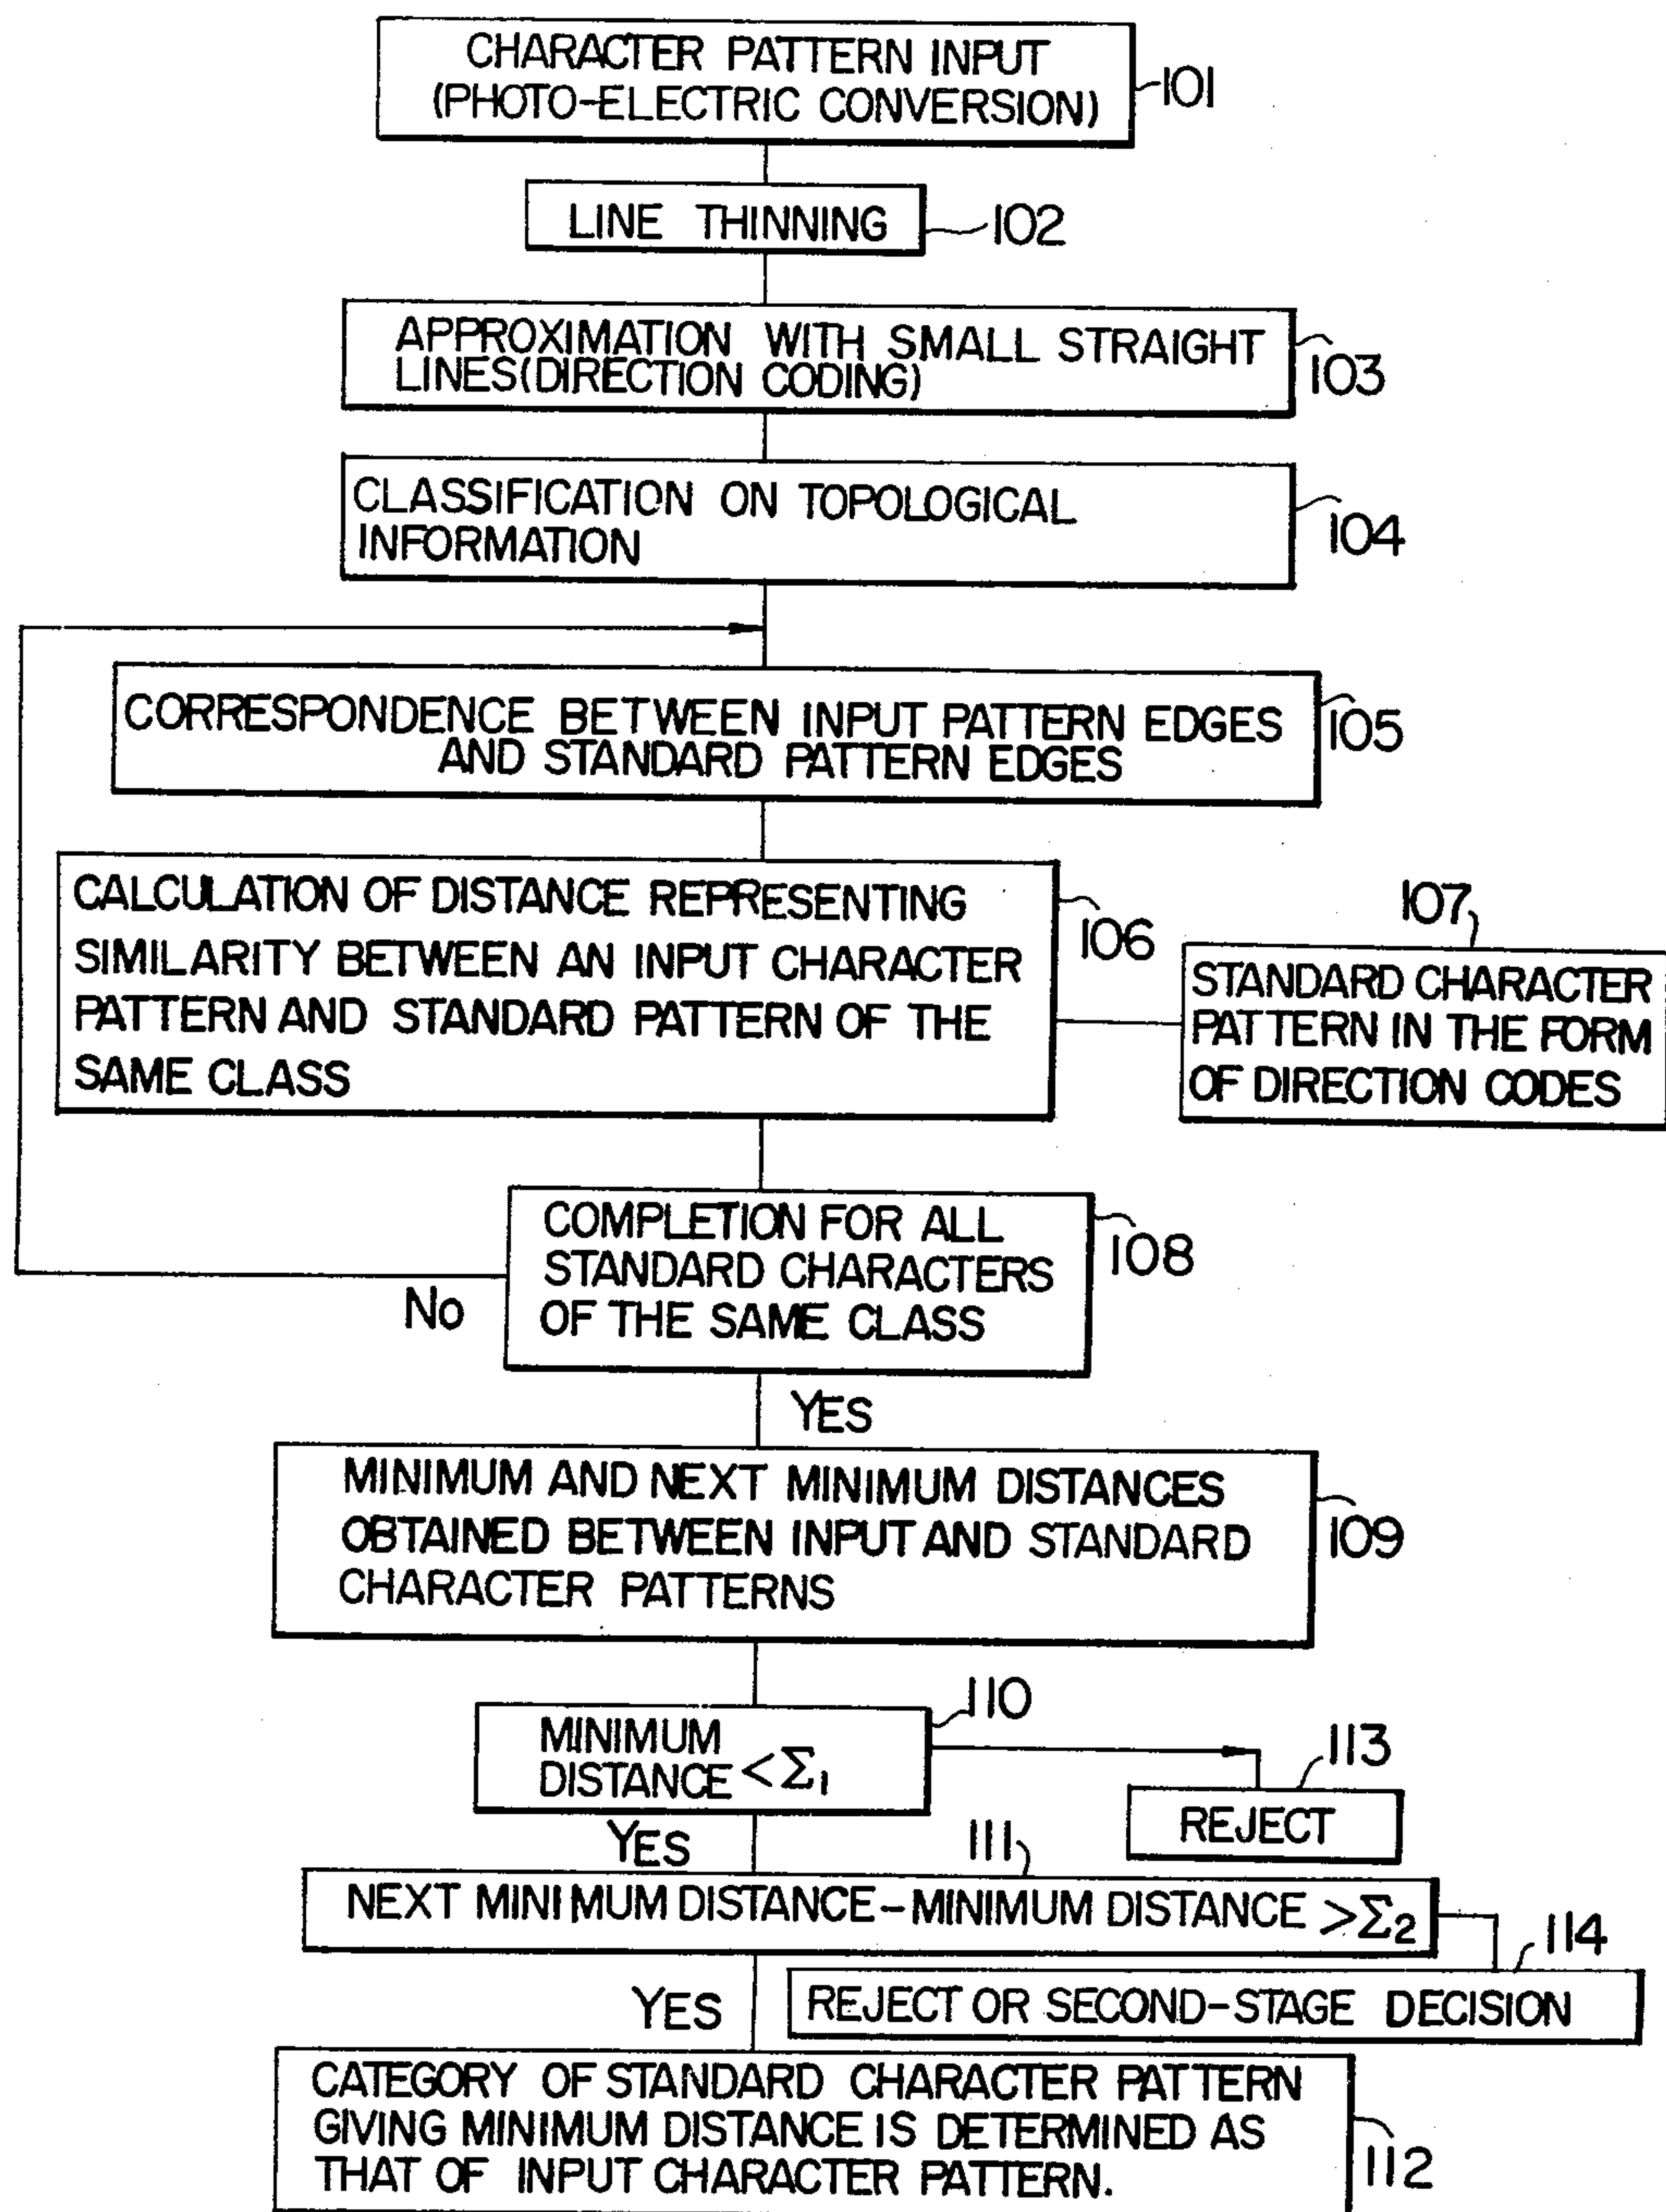 CHARACTER PATTERN INPUT
(PHOTO-ELECTRIC CONVERSION)
101
LINE THINNING
102
APPROXIMATION WITH SMALL STRAIGHT
LINES(DIRECTION CODING)
103
CLASSIFICATION ON TOPOLOGICAL
INFORMATION
104
CORRESPONDENCE BETWEEN INPUT PATTERN EDGES
AND STANDARD PATTERN EDGES
105
CALCULATION OF DISTANCE REPRESENTING
SIMILARITY BETWEEN AN INPUT CHARACTER
PATTERN AND STANDARD PATTERN OF THE
SAME CLASS
106
107
STANDARD CHARACTER
PATTERN IN THE FORM
OF DIRECTION CODES
COMPLETION FOR ALL
STANDARD CHARACTERS
OF THE SAME CLASS
108
No
YES
MINIMUM AND NEXT MINIMUM DISTANCES
OBTAINED BETWEEN INPUT AND STANDARD
CHARACTER PATTERNS
109
110
MINIMUM
DISTANCE < Σ1
113
REJECT
YES
111
NEXT MINIMUM DISTANCE – MINIMUM DISTANCE > Σ2
114
YES
REJECT OR SECOND-STAGE DECISION
CATEGORY OF STANDARD CHARACTER PATTERN
GIVING MINIMUM DISTANCE IS DETERMINED AS
THAT OF INPUT CHARACTER PATTERN.
112